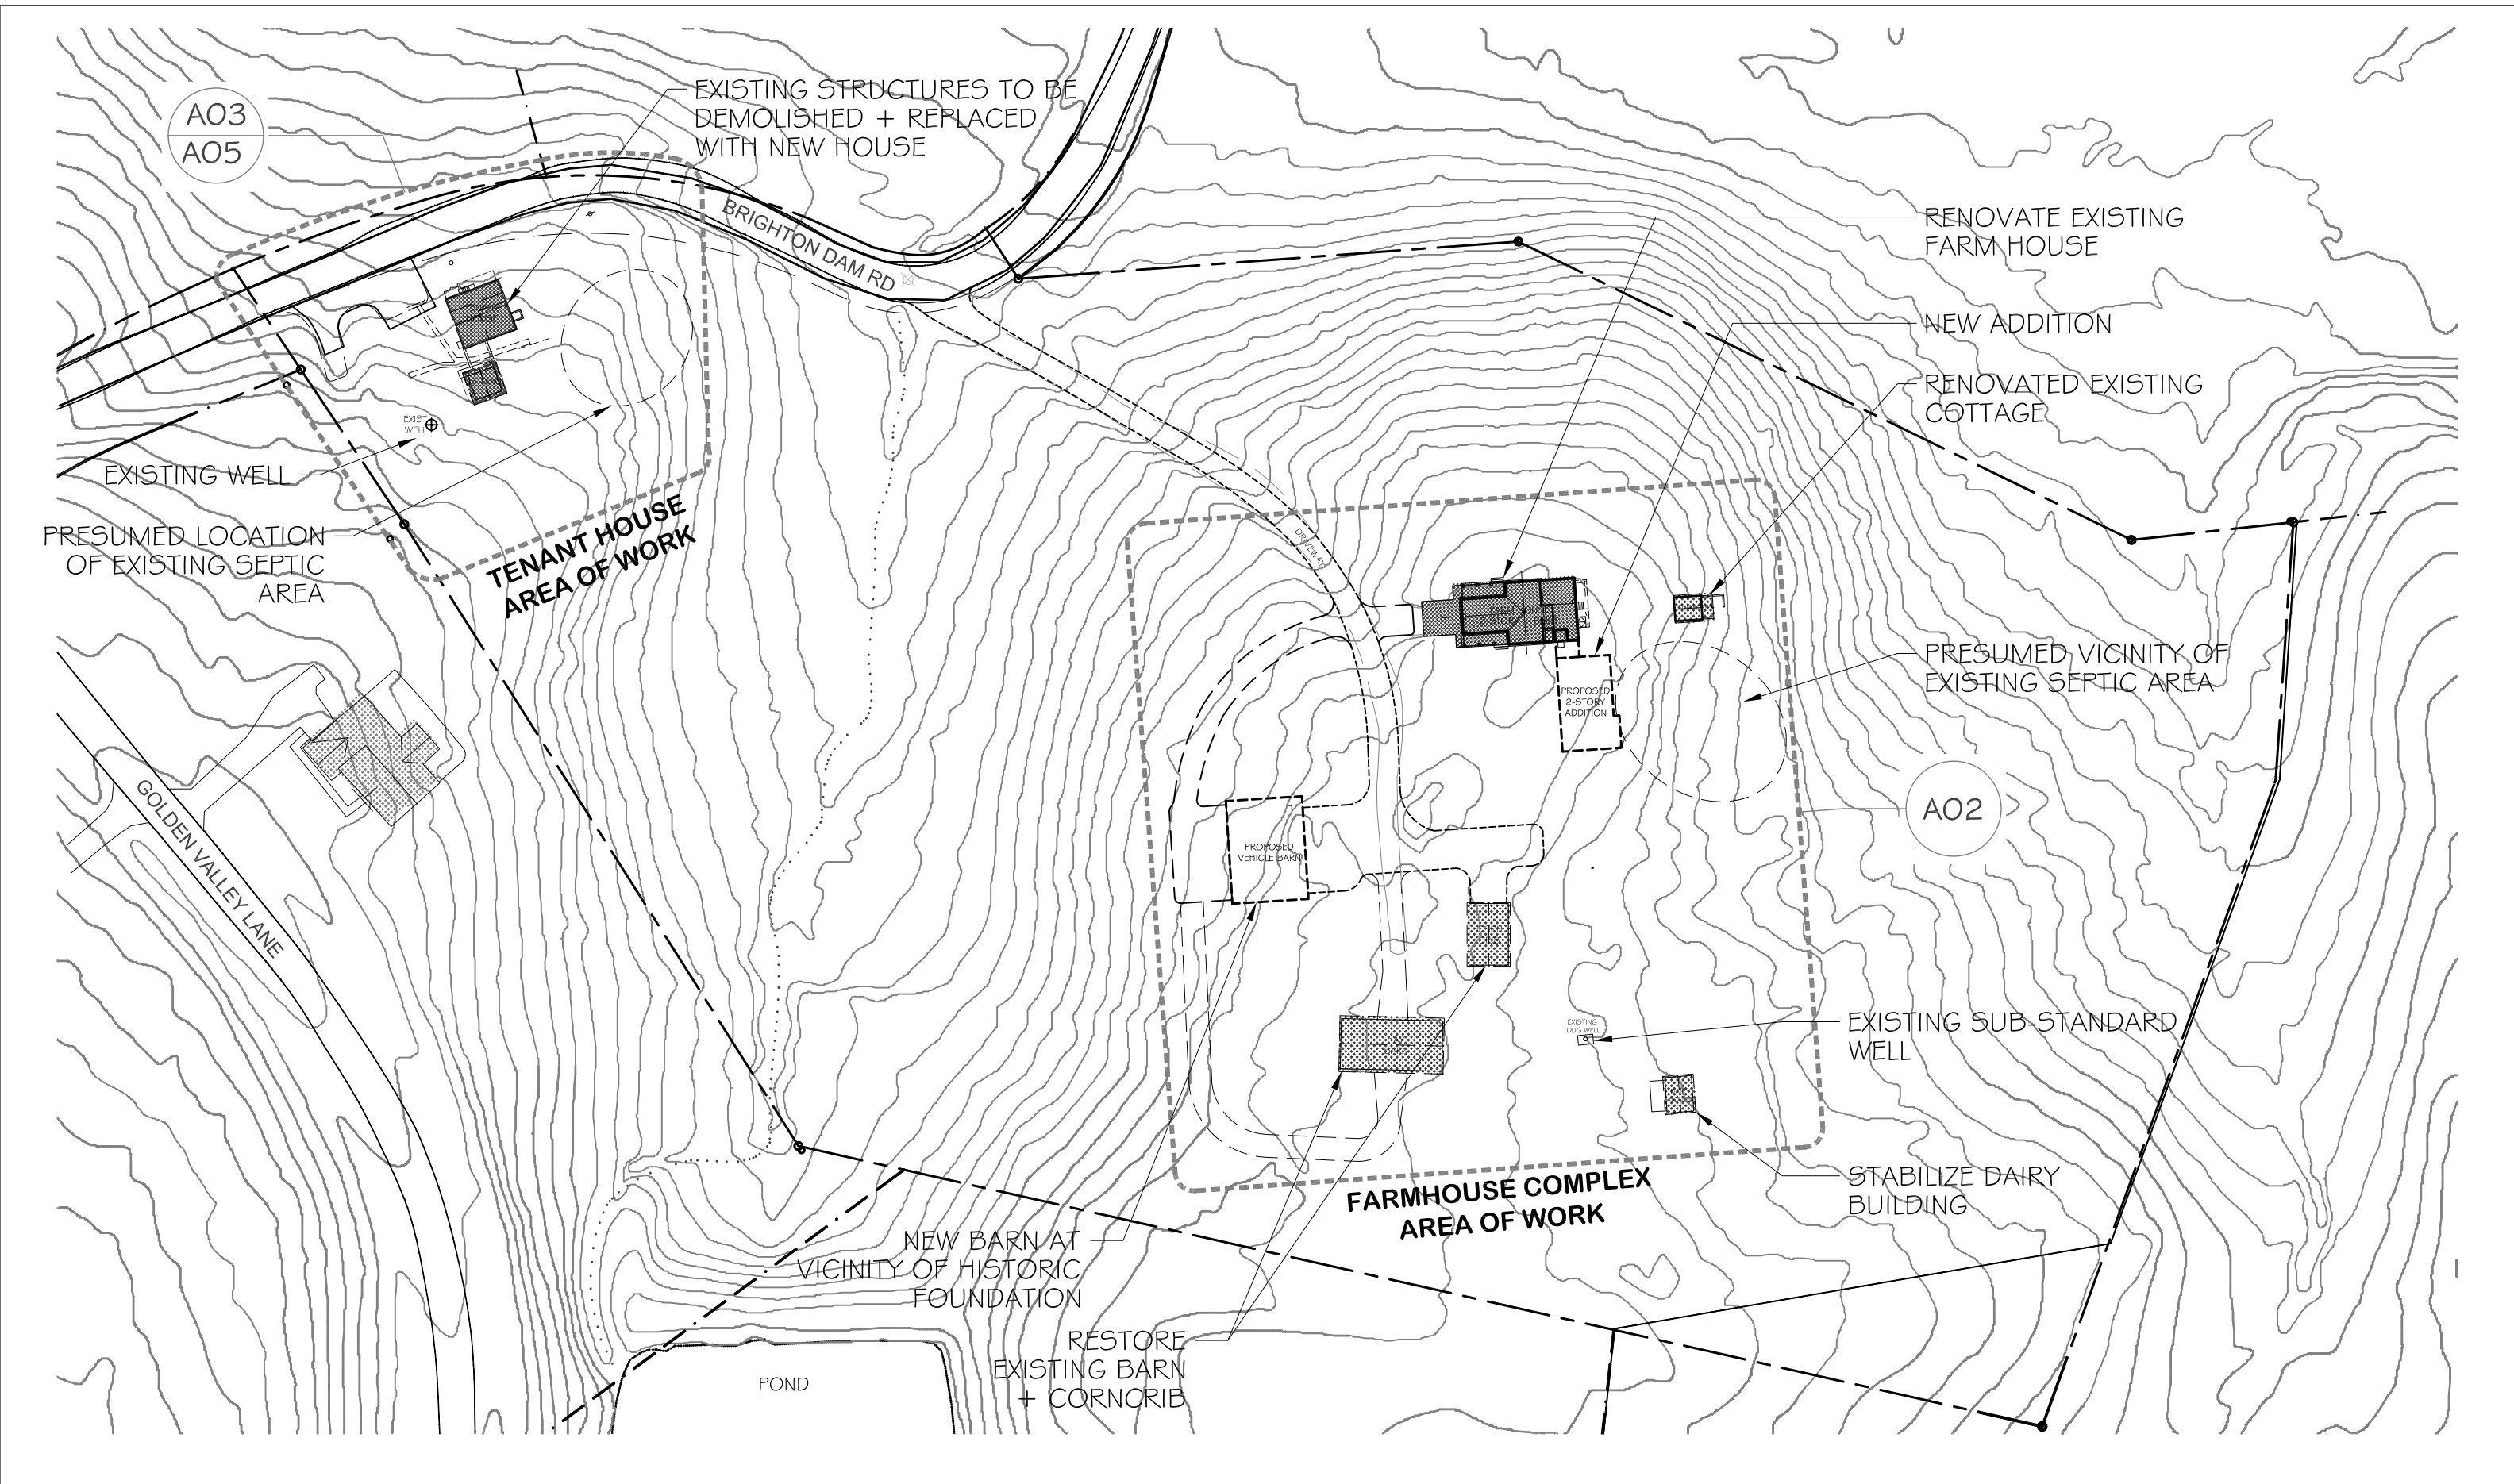 A03
A05
EXISTING STRUCTURES TO BE
DEMOLISHED + REPLACED
WITH NEW HOUSE
BRIGHTON DAM RD
RENOVATE EXISTING
FARM HOUSE
NEW ADDITION
RENOVATED EXISTING
COTTAGE
EXIST
WELL
EXISTING WELL
PRESUMED LOCATION
OF EXISTING SEPTIC
AREA
TENANT HOUSE
AREA OF WORK
DRIVEWAY
PRESUMED VICINITY OF
EXISTING SEPTIC AREA
PROPOSED
2-STORY
ADDITION
A02
GOLDEN VALLEY LANE
PROPOSED
VEHICLE BARN
EXISTING
DUG WELL
EXISTING SUB-STANDARD
WELL
STABILIZE DAIRY
BUILDING
FARMHOUSE COMPLEX
AREA OF WORK
NEW BARN AT
VICINITY OF HISTORIC
FOUNDATION
RESTORE
EXISTING BARN
+ CORNCRIB
POND